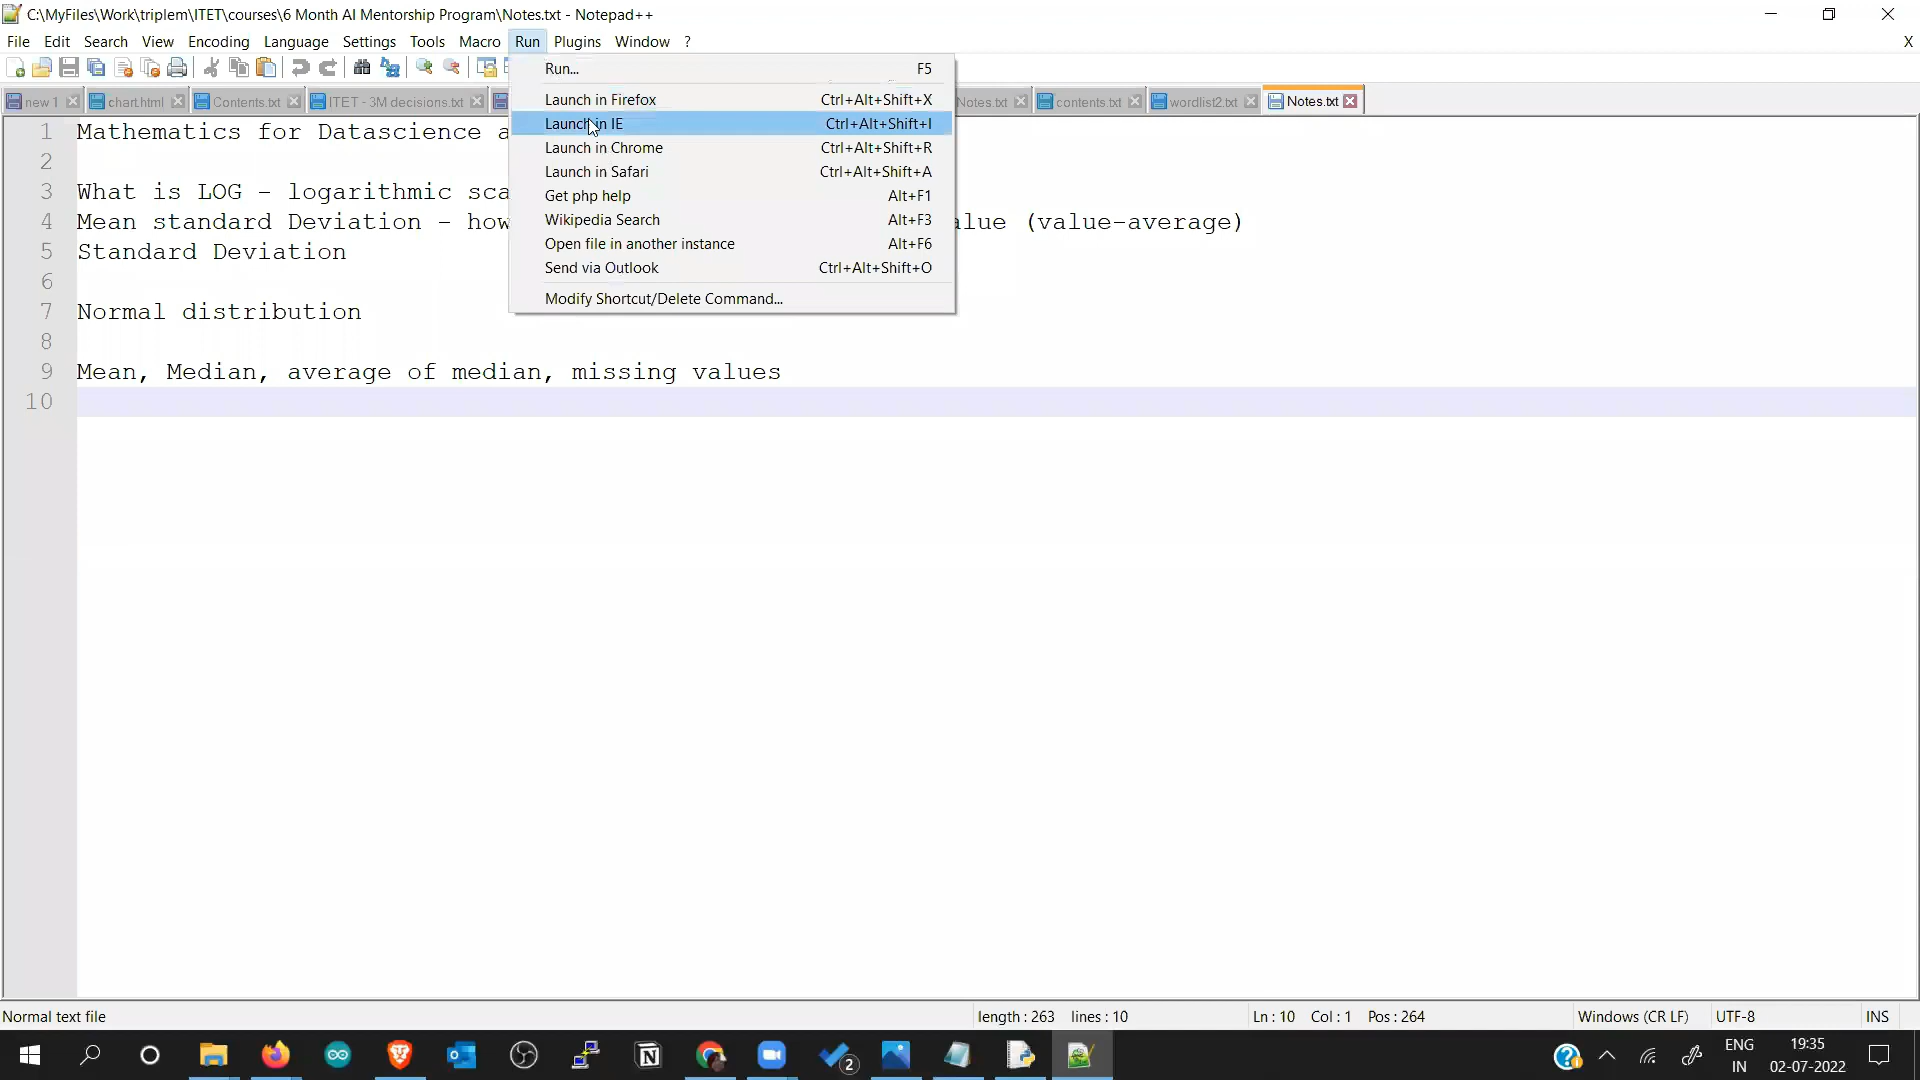 C:\MyFiles\Work\triplem\ITET\courses\6 Month AI Mentorship Program\Notes.txt - Notepad++
File Edit Search View Encoding Language Settings Tools Macro Run Plugins Window ? X
new 1 chart.html Contents.txt ITET - 3M decisions.txt Notes.txt contents.txt wordlist2.txt Notes.txt
Run... F5
Launch in Firefox Ctrl+Alt+Shift+X
Launch in IE Ctrl+Alt+Shift+I
Launch in Chrome Ctrl+Alt+Shift+R
Launch in Safari Ctrl+Alt+Shift+A
Get php help Alt+F1
Wikipedia Search Alt+F3
Open file in another instance Alt+F6
Send via Outlook Ctrl+Alt+Shift+O
Modify Shortcut/Delete Command...
1 Mathematics for Datascience
2
3 What is LOG - logarithmic
4 Mean standard Deviation - how (value-average)
5 Standard Deviation
6
7 Normal distribution
8
9 Mean, Median, average of median, missing values
10
Normal text file length : 263 lines : 10 Ln : 10 Col : 1 Pos : 264 Windows (CR LF) UTF-8 INS
2 ENG 19:35
IN 02-07-2022